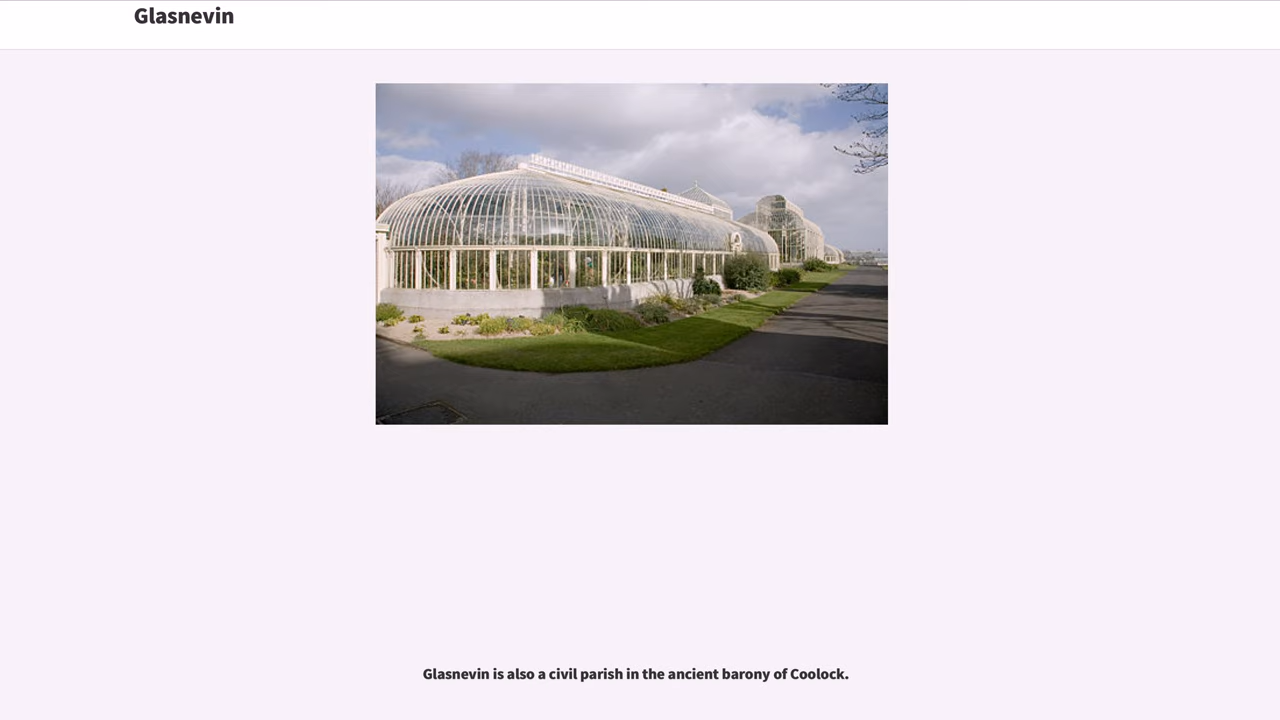 Glasnevin
Glasnevin is also a civil parish in the ancient barony of Coolock.